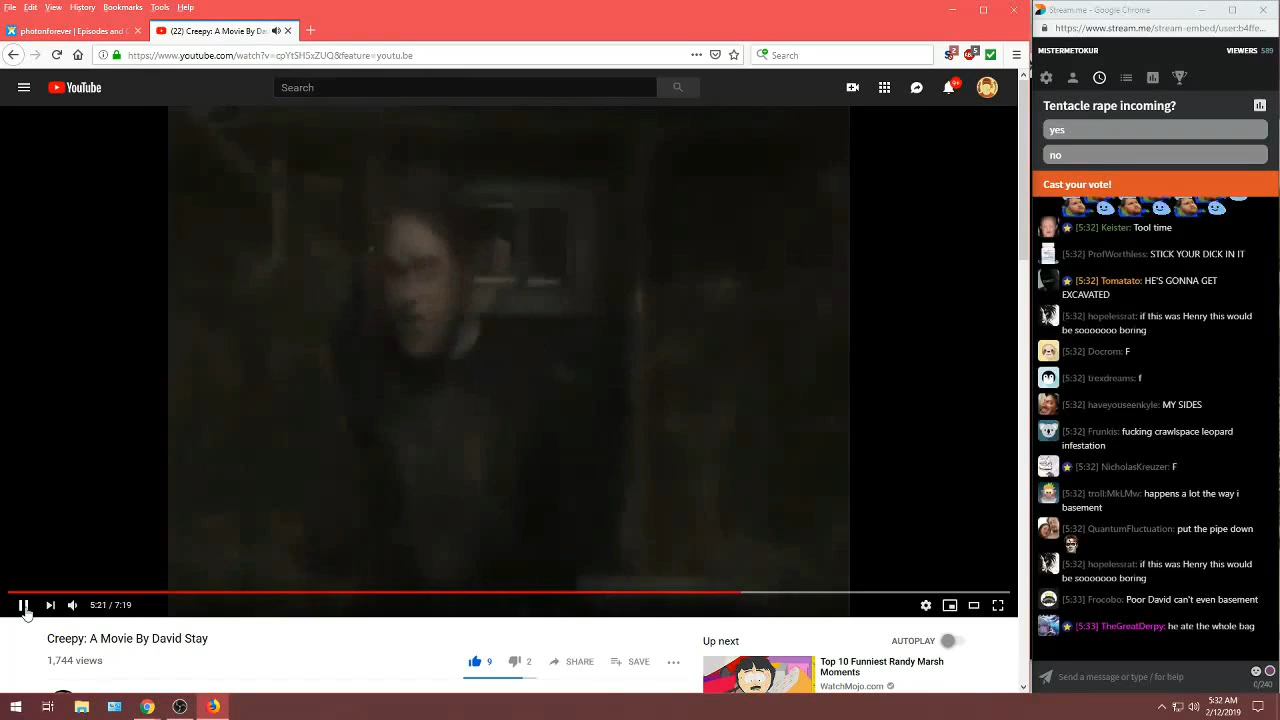 File Edit View History Bookmarks Tools Help
photonforever | Episodes and
(22) Creepy: A Movie By Da
https://www.youtube.com/watch?v=cpYtSH5xZUQ&feature=youtu.be
Search
2
5
YouTube
Search
9+
5:21 / 7:19
Creepy: A Movie By David Stay
1,744 views
9
2
SHARE
SAVE
Up next
AUTOPLAY
Top 10 Funniest Randy Marsh
Moments
WatchMojo.com
Stream.me - Google Chrome
https://www.stream.me/stream-embed/user:b4ffe...
MISTERMETOKUR
VIEWERS 589
Tentacle rape incoming?
yes
no
Cast your vote!
[5:32] Keister: Tool time
[5:32] ProfWorthless: STICK YOUR DICK IN IT
[5:32] Tomatato: HE'S GONNA GET
EXCAVATED
[5:32] hopelessrat: if this was Henry this would
be sooooooo boring
[5:32] Docrom: F
[5:32] trexdreams: f
[5:32] haveyouseenkyle: MY SIDES
[5:32] Frunkis: fucking crawlspace leopard
infestation
[5:32] NicholasKreuzer: F
[5:32] troll:MkLMw: happens a lot the way i
basement
[5:32] QuantumFluctuation: put the pipe down
[5:32] hopelessrat: if this was Henry this would
be sooooooo boring
[5:33] Frocobo: Poor David can't even basement
[5:33] TheGreatDerpy: he ate the whole bag
Send a message or type / for help
0/240
5:32 AM
2/12/2019